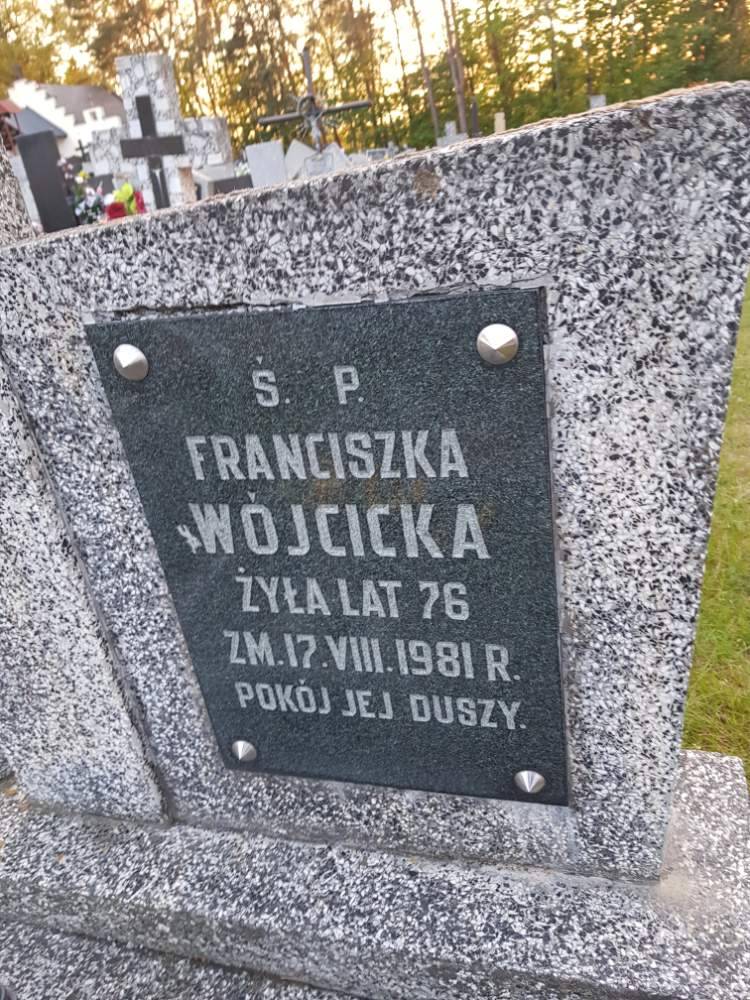 Ś. P.
FRANCISZKA
WÓJCICKA
ŻYŁA LAT 76
ZM.17.VIII.1981 R.
POKÓJ JEJ DUSZY.